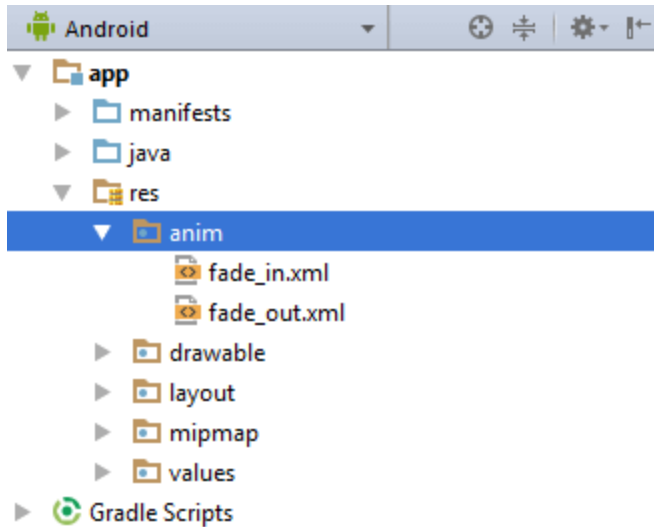 Android
app
manifests
java
res
anim
fade_in.xml
fade_out.xml
drawable
layout
mipmap
values
Gradle Scripts